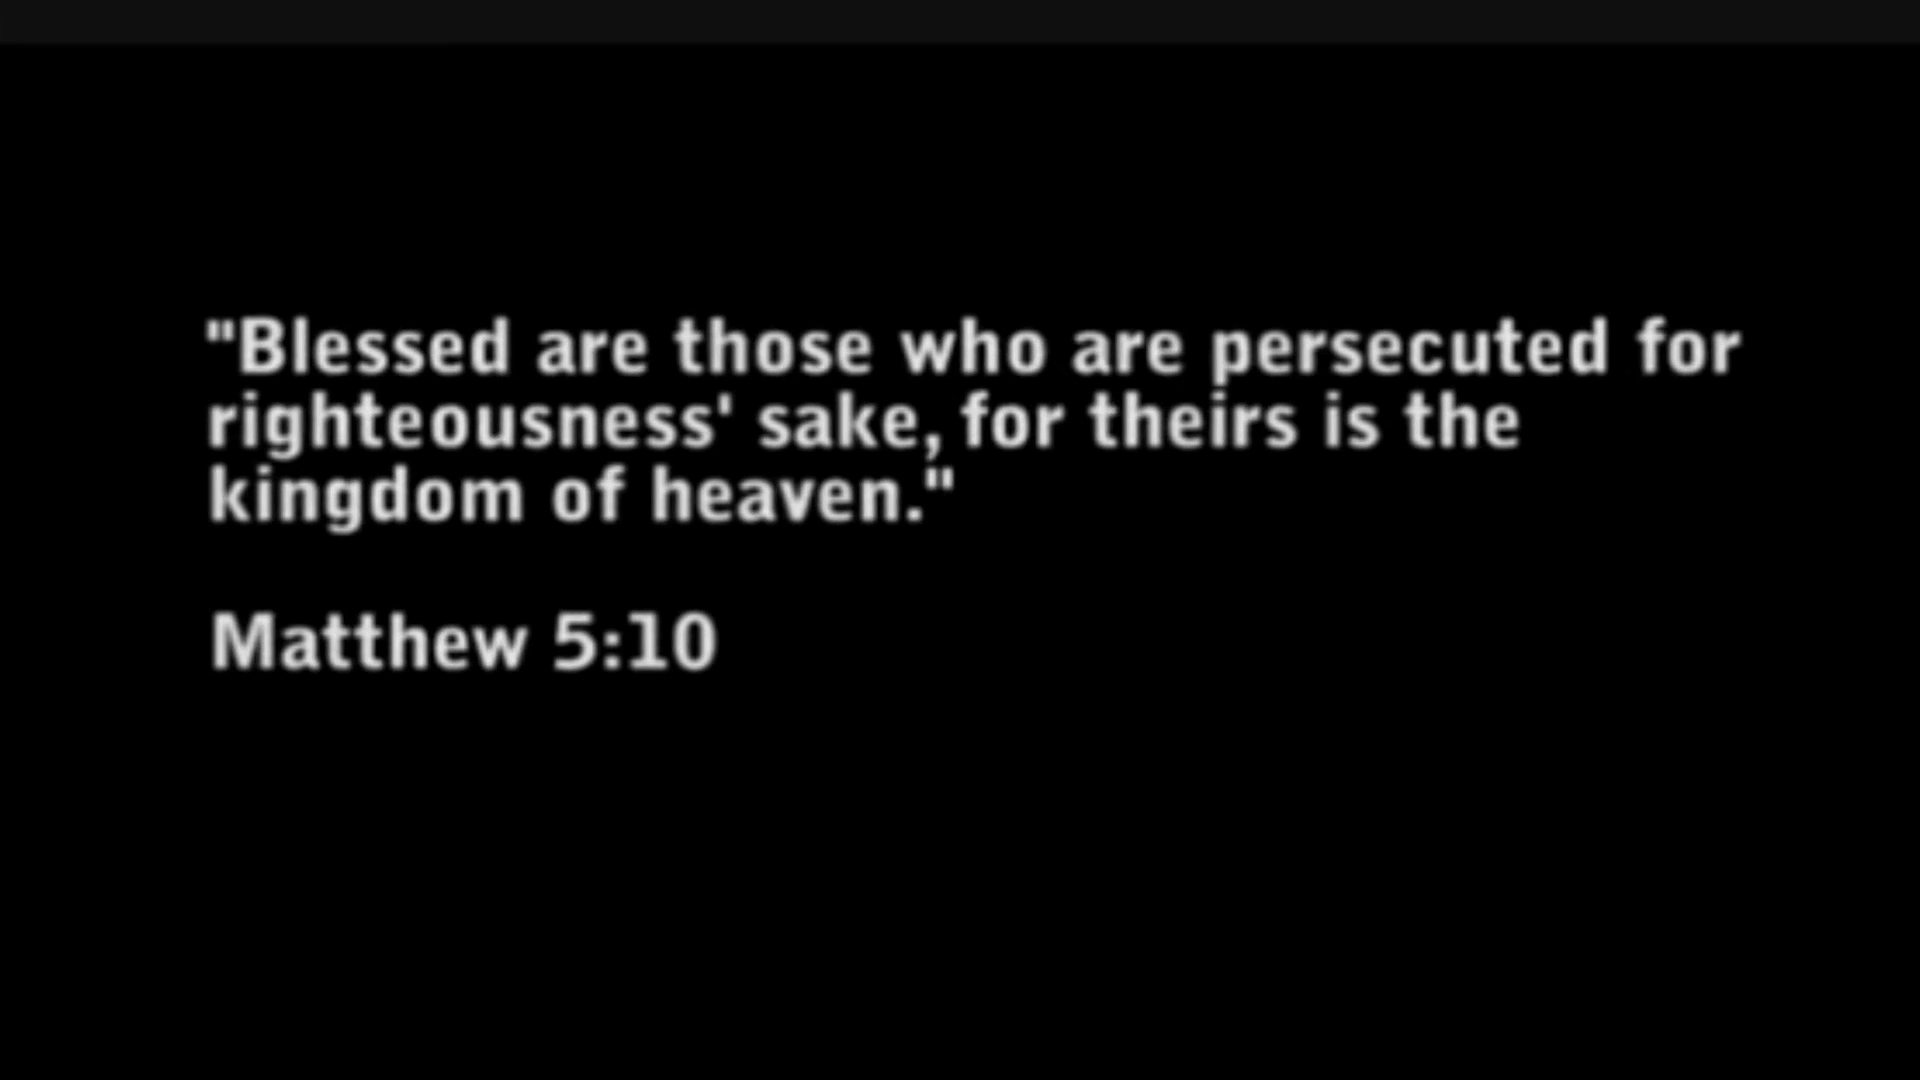 "Blessed are those who are persecuted for
righteousness' sake, for theirs is the
kingdom of heaven."
Matthew 5:10